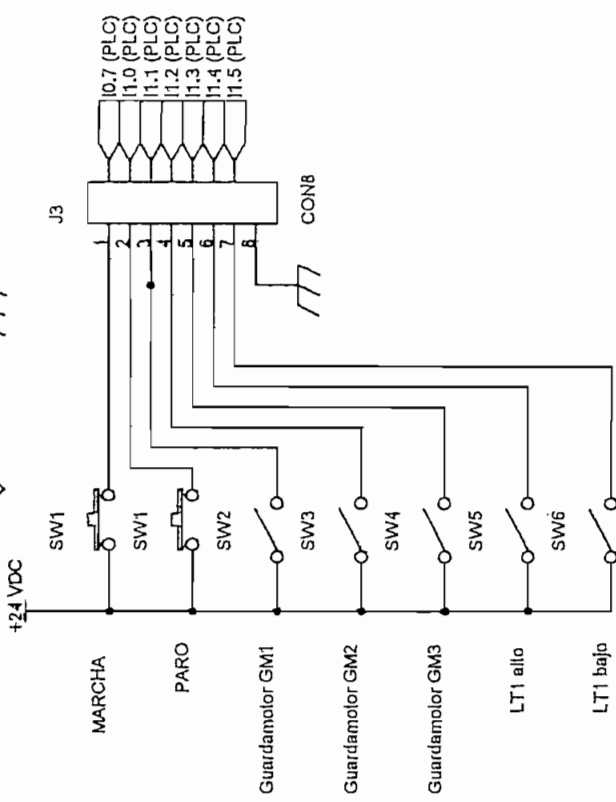 +24 VDC
MARCHA
SW1
PARO
SW1
SW2
Guardamotor GM1
SW3
Guardamotor GM2
SW4
Guardamotor GM3
SW5
LT1 alto
SW6
LT1 bajo
J3
1
2
3
4
5
6
7
8
CON8
I0.7 (PLC)
I1.0 (PLC)
I1.1 (PLC)
I1.2 (PLC)
I1.3 (PLC)
I1.4 (PLC)
I1.5 (PLC)